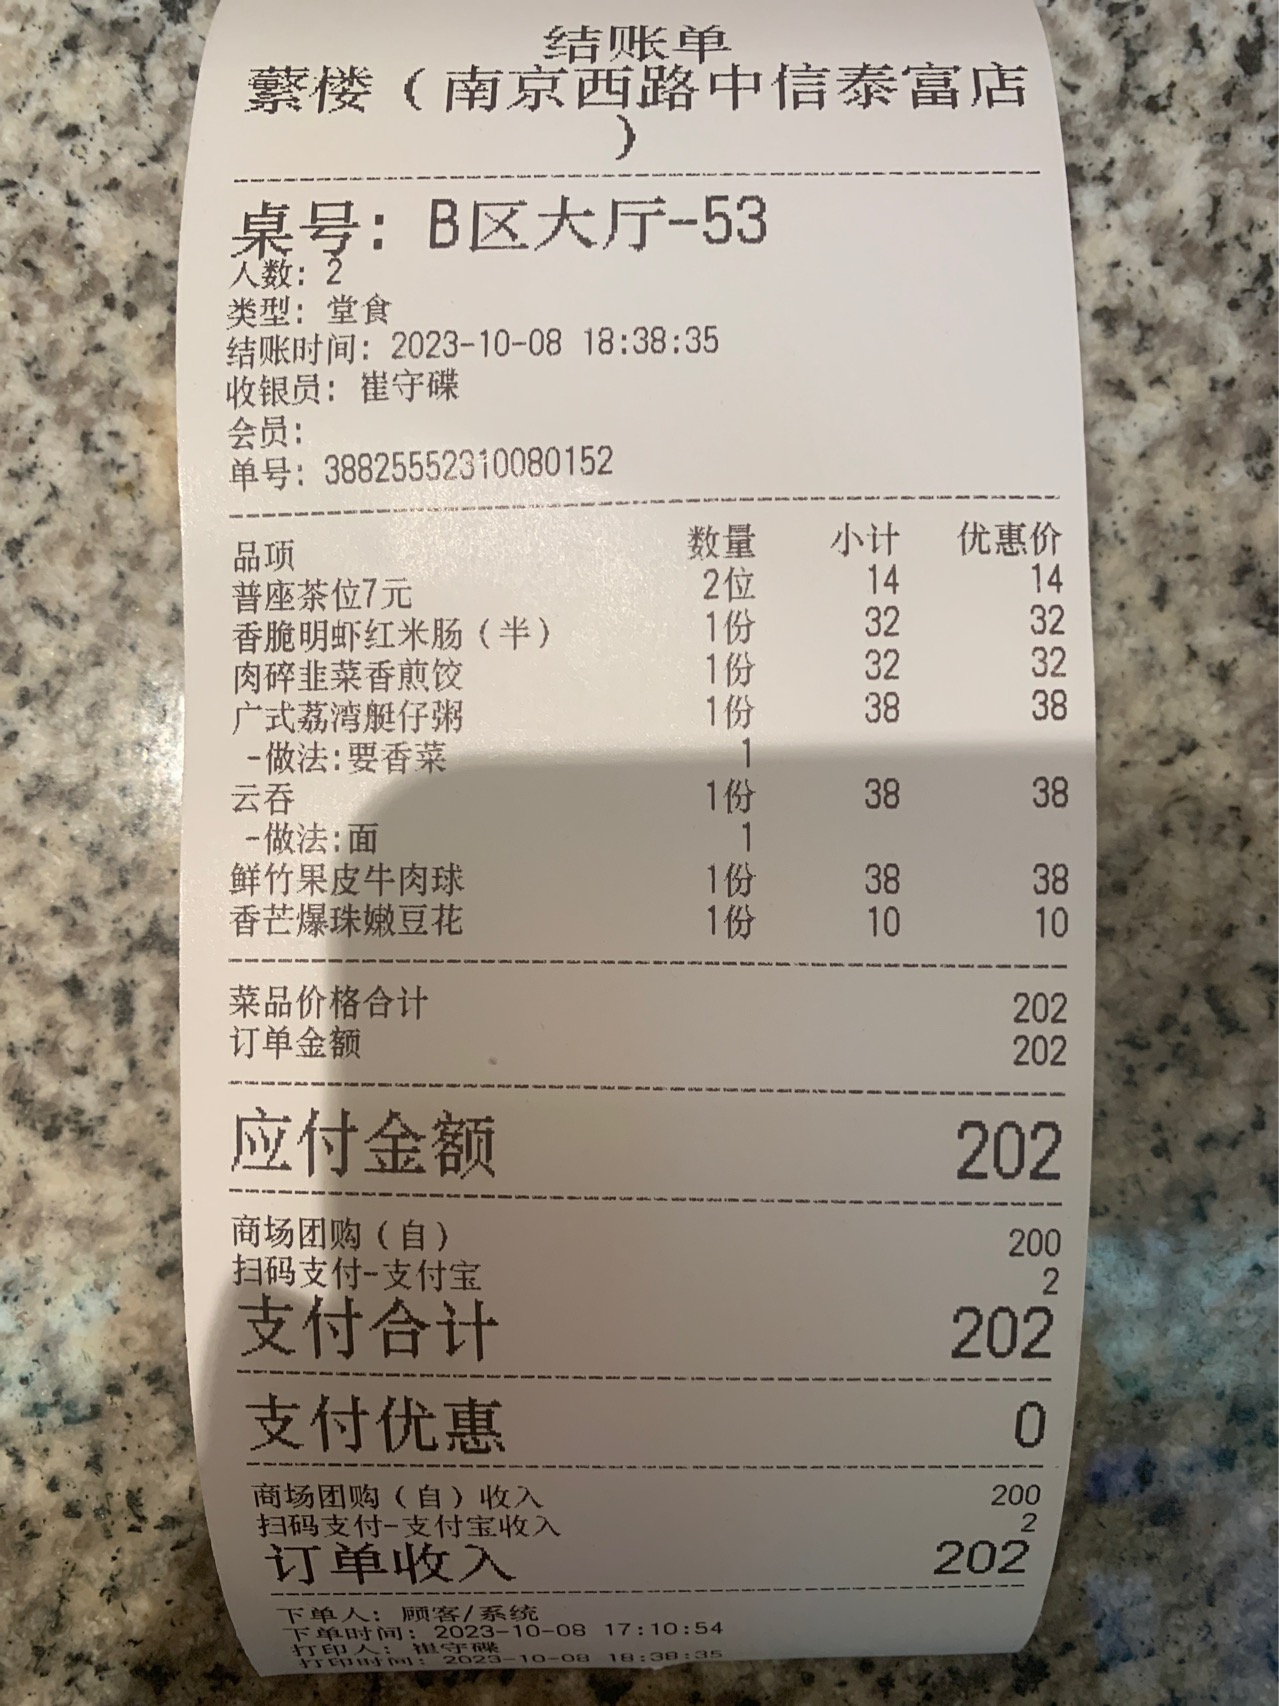 结账单
蘩楼（南京西路中信泰富店
）
桌号: B区大厅-53
人数: 2
类型: 堂食
结账时间: 2023-10-08 18:38:35
收银员: 崔守碟
会员:
单号: 38825552310080152
品项 数量 小计 优惠价
普座茶位7元 2位 14 14
香脆明虾红米肠（半） 1份 32 32
肉碎韭菜香煎饺 1份 32 32
广式荔湾艇仔粥 1份 38 38
-做法:要香菜 1
云吞 1份 38 38
-做法:面 1
鲜竹果皮牛肉球 1份 38 38
香芒爆珠嫩豆花 1份 10 10
菜品价格合计 202
订单金额 202
应付金额 202
商场团购（自） 200
扫码支付-支付宝 2
支付合计 202
支付优惠 0
商场团购（自）收入 200
扫码支付-支付宝收入 2
订单收入 202
下单人: 顾客/系统
下单时间: 2023-10-08 17:10:54
打印人: 崔守碟
打印时间: 2023-10-08 18:38:35